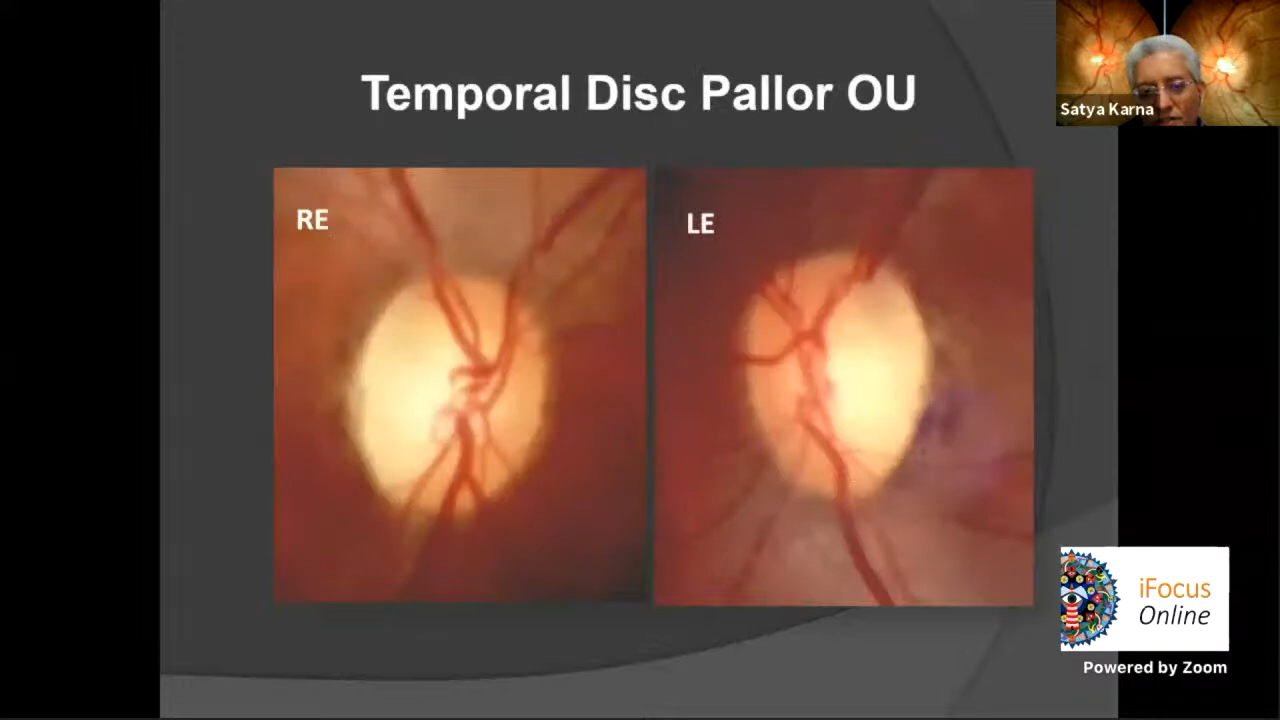 Temporal Disc Pallor OU
Satya Karna
RE
LE
iFocus
Online
Powered by Zoom